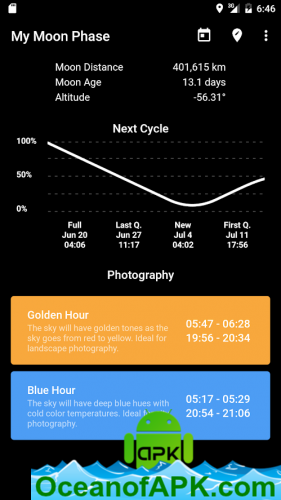 6:46
My Moon Phase
Moon Distance 401,615 km
Moon Age 13.1 days
Altitude -56.31°
Next Cycle
100%
50%
0%
Full Last Q. New First Q.
Jun 20 Jun 27 Jul 4 Jul 11
04:06 11:17 04:02 17:56
Photography
Golden Hour
The sky will have golden tones as the
sky goes from red to yellow. Ideal for
landscape photography.
05:47 - 06:28
19:56 - 20:34
Blue Hour
The sky will have deep blue hues with
cold color temperatures. Ideal for
photography.
05:17 - 05:29
20:54 - 21:06
apk
OceanofAPK.com